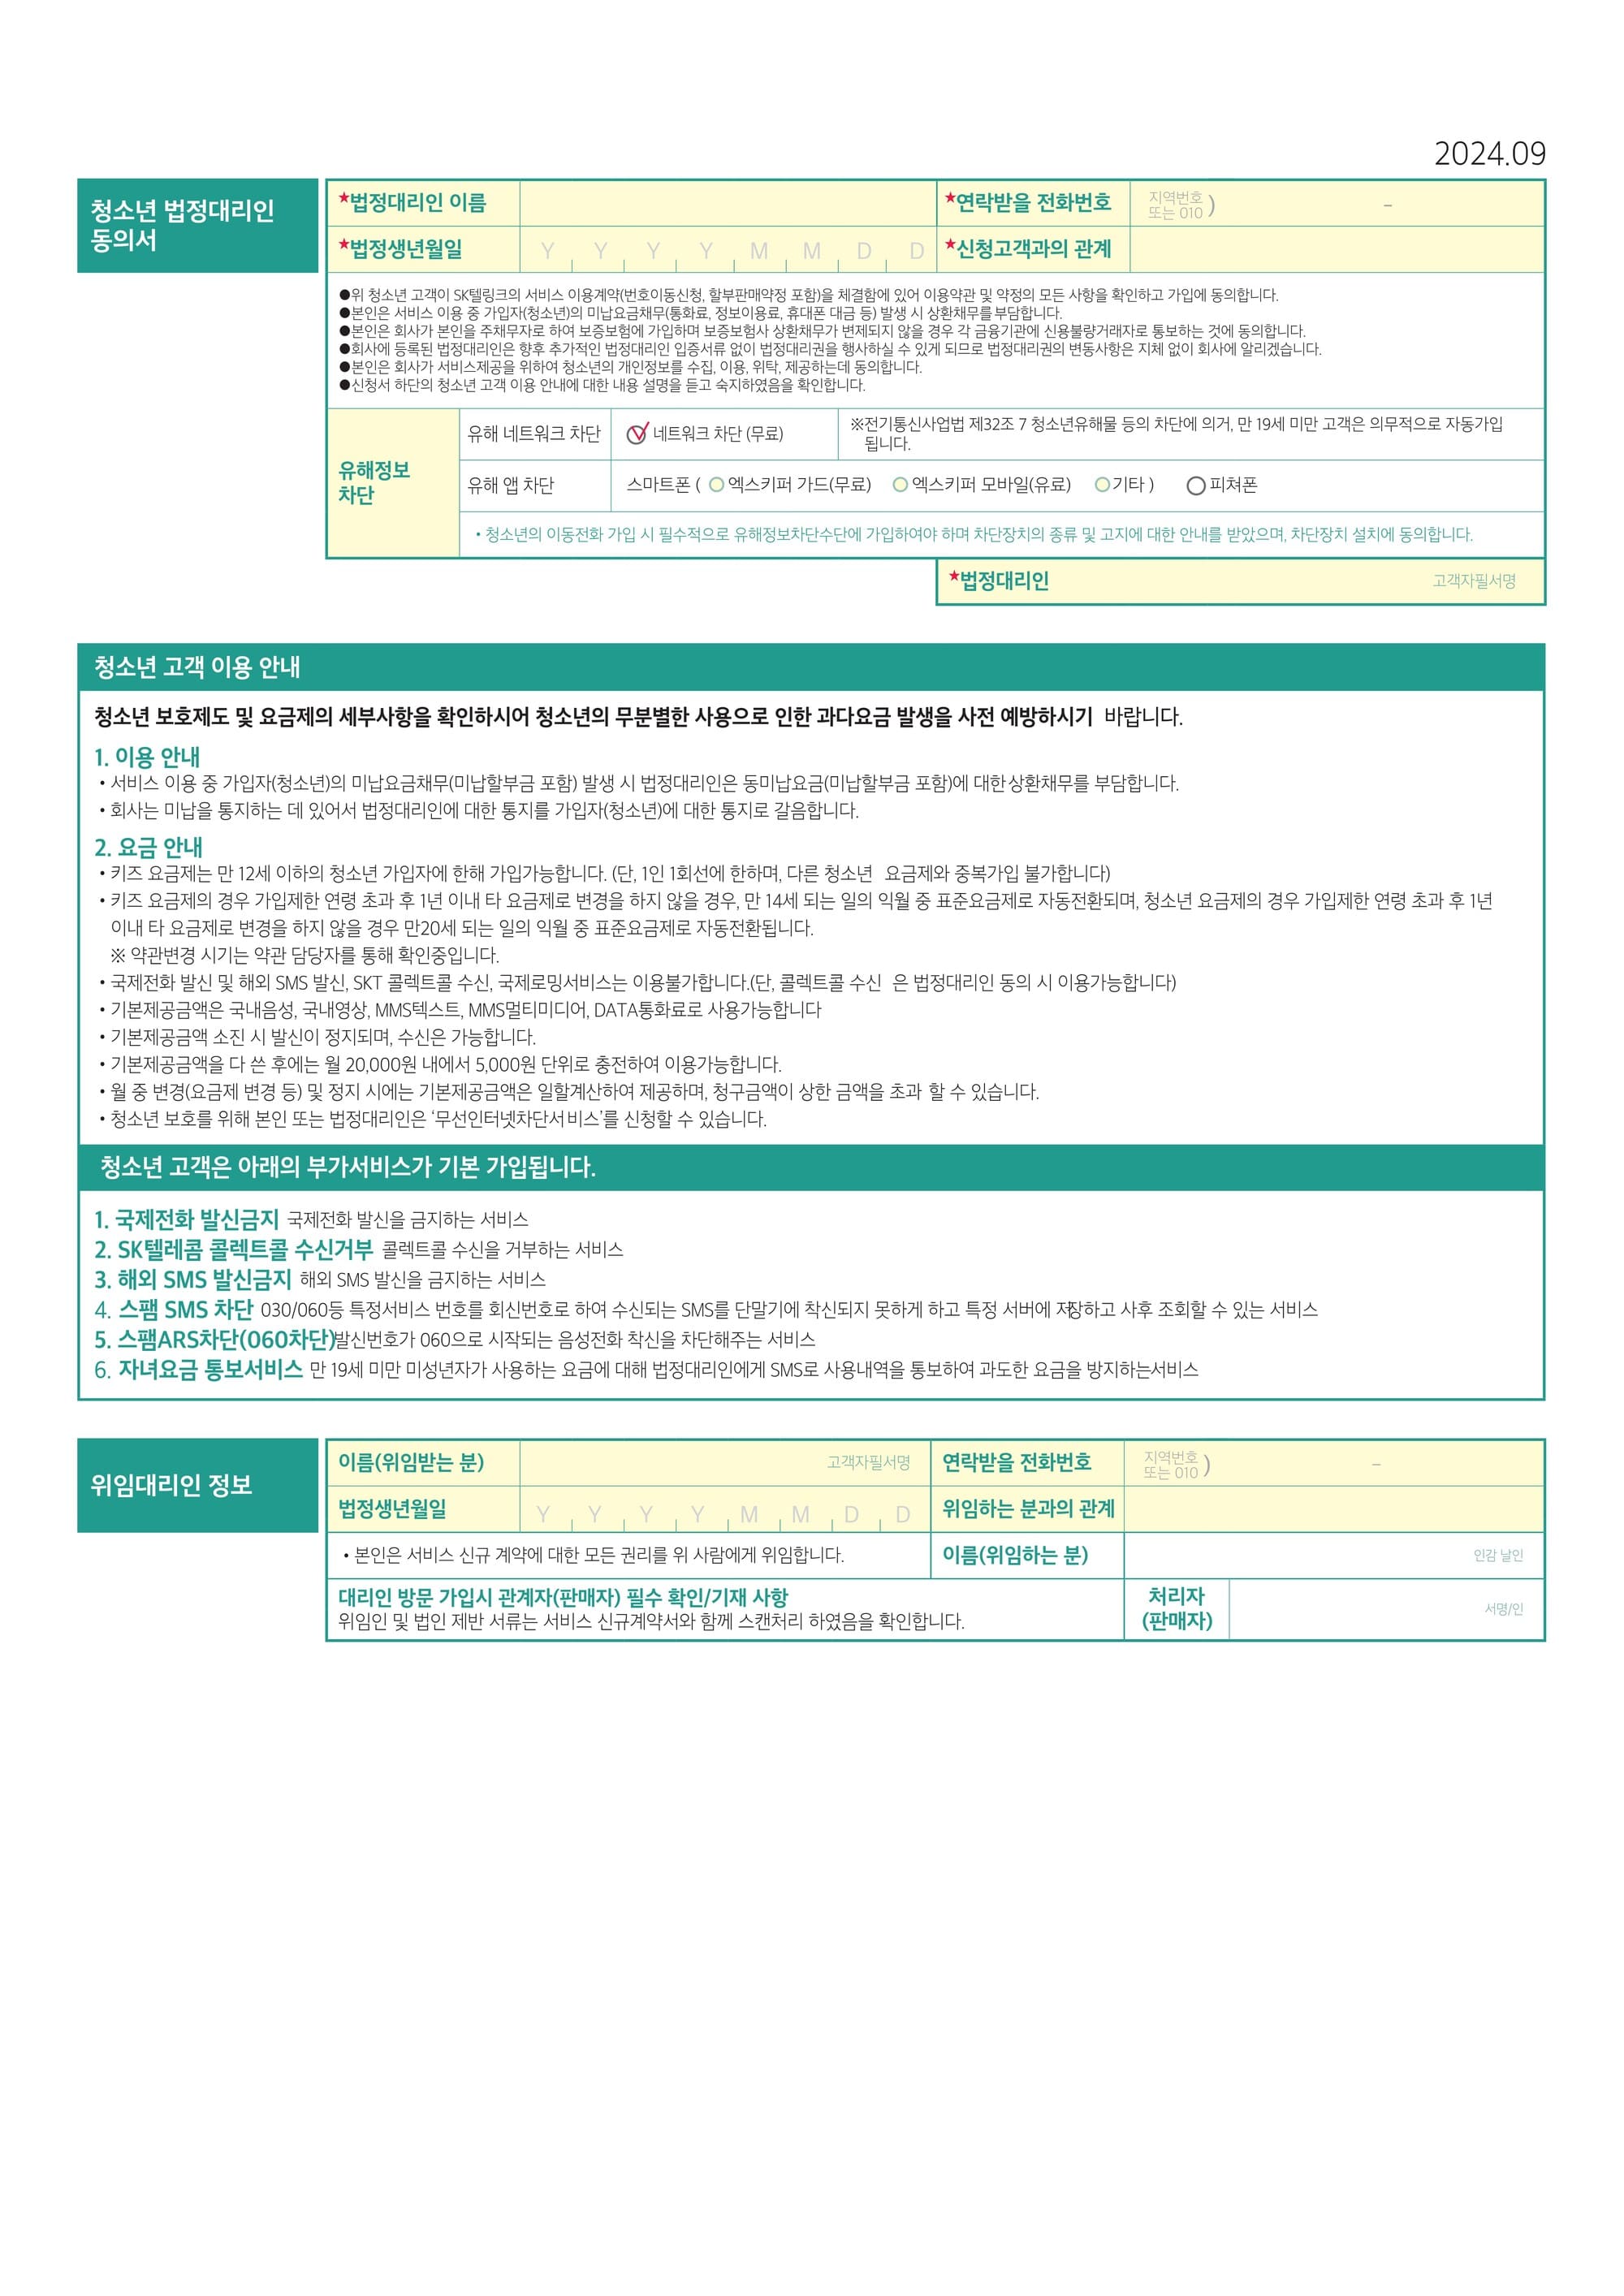 2024.09
청소년 법정대리인
동의서
★법정대리인 이름
★연락받을 전화번호
지역번호
또는 010 ) –
★법정생년월일
Y Y Y Y M M D D
★신청고객과의 관계
●위 청소년 고객이 SK텔링크의 서비스 이용계약(번호이동신청, 할부판매약정 포함)을 체결함에 있어 이용약관 및 약정의 모든 사항을 확인하고 가입에 동의합니다.
●본인은 서비스 이용 중 가입자(청소년)의 미납요금채무(통화료, 정보이용료, 휴대폰 대금 등) 발생 시 상환채무를 부담합니다.
●본인은 회사가 본인을 주채무자로 하여 보증보험에 가입하며 보증보험사 상환채무가 변제되지 않을 경우 각 금융기관에 신용불량거래자로 통보하는 것에 동의합니다.
●회사에 등록된 법정대리인은 향후 추가적인 법정대리인 입증서류 없이 법정대리권을 행사하실 수 있게 되므로 법정대리권의 변동사항은 지체 없이 회사에 알리겠습니다.
●본인은 회사가 서비스제공을 위하여 청소년의 개인정보를 수집, 이용, 위탁, 제공하는데 동의합니다.
●신청서 하단의 청소년 고객 이용 안내에 대한 내용 설명을 듣고 숙지하였음을 확인합니다.
유해정보
차단
유해 네트워크 차단
네트워크 차단 (무료)
※전기통신사업법 제32조 7 청소년유해물 등의 차단에 의거, 만 19세 미만 고객은 의무적으로 자동가입
됩니다.
유해 앱 차단
스마트폰 ( ○엑스키퍼 가드(무료) ○엑스키퍼 모바일(유료) ○기타 ) ○피쳐폰
• 청소년의 이동전화 가입 시 필수적으로 유해정보차단수단에 가입하여야 하며 차단장치의 종류 및 고지에 대한 안내를 받았으며, 차단장치 설치에 동의합니다.
★법정대리인
고객자필서명
청소년 고객 이용 안내
청소년 보호제도 및 요금제의 세부사항을 확인하시어 청소년의 무분별한 사용으로 인한 과다요금 발생을 사전 예방하시기 바랍니다.
1. 이용 안내
• 서비스 이용 중 가입자(청소년)의 미납요금채무(미납할부금 포함) 발생 시 법정대리인은 동미납요금(미납할부금 포함)에 대한상환채무를 부담합니다.
• 회사는 미납을 통지하는 데 있어서 법정대리인에 대한 통지를 가입자(청소년)에 대한 통지로 갈음합니다.
2. 요금 안내
• 키즈 요금제는 만 12세 이하의 청소년 가입자에 한해 가입가능합니다. (단, 1인 1회선에 한하며, 다른 청소년 요금제와 중복가입 불가합니다)
• 키즈 요금제의 경우 가입제한 연령 초과 후 1년 이내 타 요금제로 변경을 하지 않을 경우, 만 14세 되는 일의 익월 중 표준요금제로 자동전환되며, 청소년 요금제의 경우 가입제한 연령 초과 후 1년
이내 타 요금제로 변경을 하지 않을 경우 만20세 되는 일의 익월 중 표준요금제로 자동전환됩니다.
※ 약관변경 시기는 약관 담당자를 통해 확인중입니다.
• 국제전화 발신 및 해외 SMS 발신, SKT 콜렉트콜 수신, 국제로밍서비스는 이용불가합니다.(단, 콜렉트콜 수신 은 법정대리인 동의 시 이용가능합니다)
• 기본제공금액은 국내음성, 국내영상, MMS텍스트, MMS멀티미디어, DATA통화료로 사용가능합니다
• 기본제공금액 소진 시 발신이 정지되며, 수신은 가능합니다.
• 기본제공금액을 다 쓴 후에는 월 20,000원 내에서 5,000원 단위로 충전하여 이용가능합니다.
• 월 중 변경(요금제 변경 등) 및 정지 시에는 기본제공금액은 일할계산하여 제공하며, 청구금액이 상한 금액을 초과 할 수 있습니다.
• 청소년 보호를 위해 본인 또는 법정대리인은 ‘무선인터넷차단서비스’를 신청할 수 있습니다.
청소년 고객은 아래의 부가서비스가 기본 가입됩니다.
1. 국제전화 발신금지 국제전화 발신을 금지하는 서비스
2. SK텔레콤 콜렉트콜 수신거부 콜렉트콜 수신을 거부하는 서비스
3. 해외 SMS 발신금지 해외 SMS 발신을 금지하는 서비스
4. 스팸 SMS 차단 030/060등 특정서비스 번호를 회신번호로 하여 수신되는 SMS를 단말기에 착신되지 못하게 하고 특정 서버에 저장하고 사후 조회할 수 있는 서비스
5. 스팸ARS차단(060차단)발신번호가 060으로 시작되는 음성전화 착신을 차단해주는 서비스
6. 자녀요금 통보서비스 만 19세 미만 미성년자가 사용하는 요금에 대해 법정대리인에게 SMS로 사용내역을 통보하여 과도한 요금을 방지하는서비스
위임대리인 정보
이름(위임받는 분)
고객자필서명
연락받을 전화번호
지역번호
또는 010 ) –
법정생년월일
Y Y Y Y M M D D
위임하는 분과의 관계
• 본인은 서비스 신규 계약에 대한 모든 권리를 위 사람에게 위임합니다.
이름(위임하는 분)
인감 날인
대리인 방문 가입시 관계자(판매자) 필수 확인/기재 사항
위임인 및 법인 제반 서류는 서비스 신규계약서와 함께 스캔처리 하였음을 확인합니다.
처리자
(판매자)
서명/인